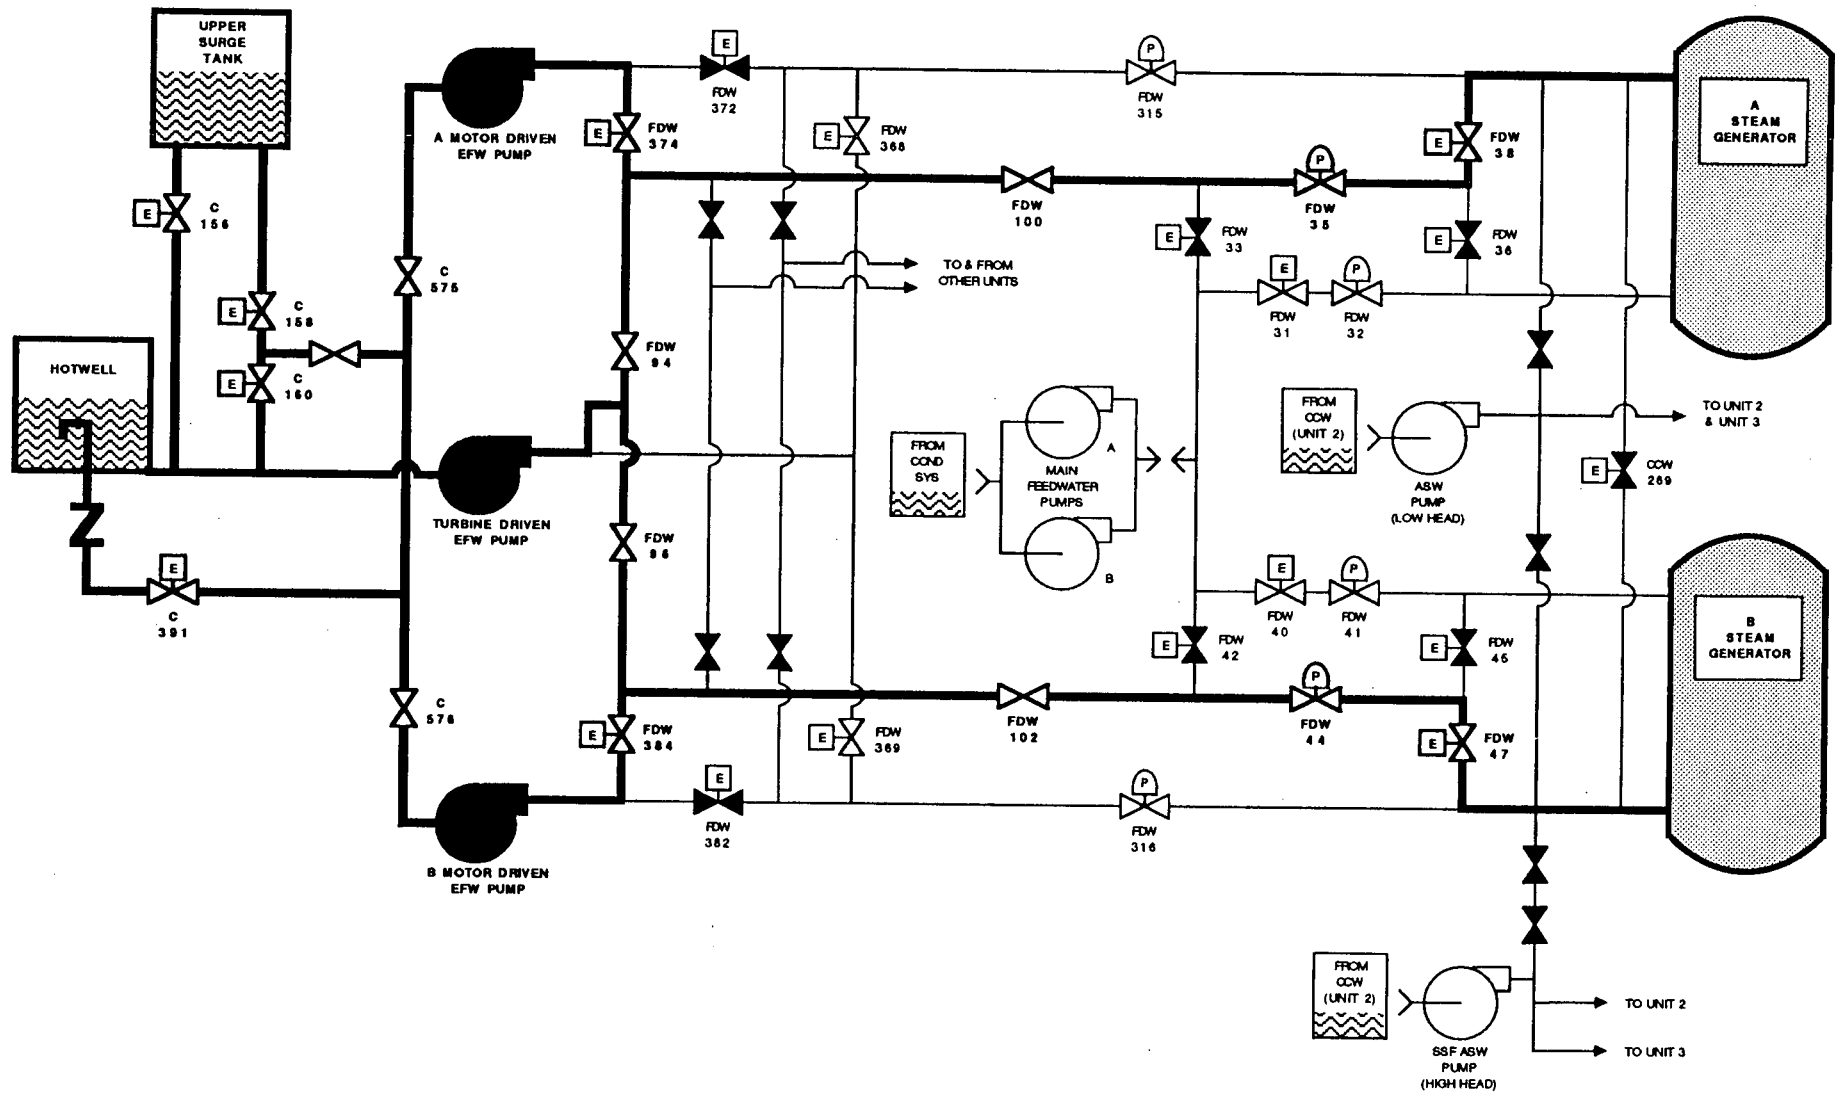 UPPER
SURGE
TANK
E
C
156
E
C
158
E
C
160
HOTWELL
E
C
391
C
575
C
576
A MOTOR DRIVEN
EFW PUMP
TURBINE DRIVEN
EFW PUMP
B MOTOR DRIVEN
EFW PUMP
E
FDW
372
E
FDW
374
E
FDW
368
FDW
94
FDW
96
E
FDW
384
E
FDW
382
E
FDW
369
TO & FROM
OTHER UNITS
FDW
100
FDW
102
P
FDW
315
P
FDW
35
E
FDW
38
E
FDW
33
E
FDW
36
E
FDW
31
P
FDW
32
FROM
COND
SYS
A
MAIN
FEEDWATER
PUMPS
B
FROM
CCW
(UNIT 2)
ASW
PUMP
(LOW HEAD)
TO UNIT 2
& UNIT 3
E
CCW
269
E
FDW
40
P
FDW
41
E
FDW
42
E
FDW
45
P
FDW
44
E
FDW
47
P
FDW
316
A
STEAM
GENERATOR
B
STEAM
GENERATOR
FROM
CCW
(UNIT 2)
SSF ASW
PUMP
(HIGH HEAD)
TO UNIT 2
TO UNIT 3